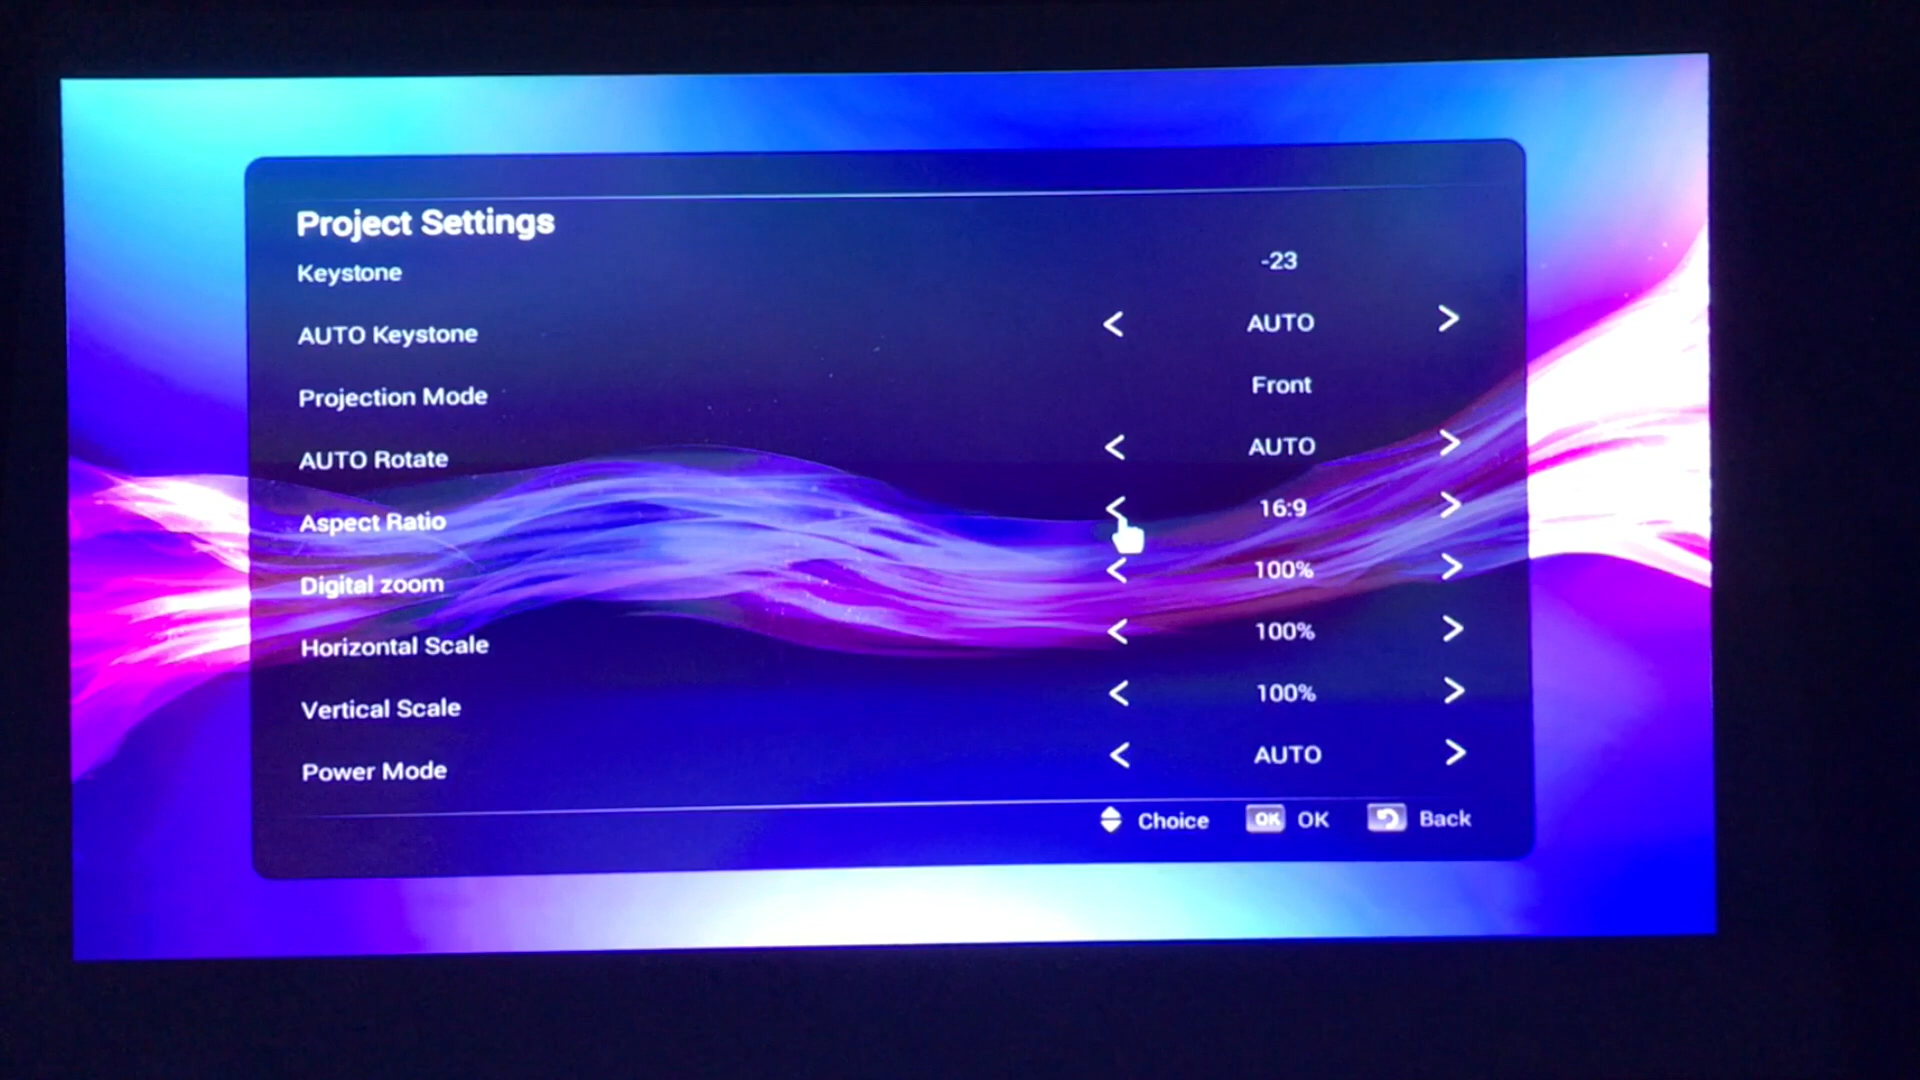 Project Settings
Keystone -23
AUTO Keystone < AUTO >
Projection Mode Front
AUTO Rotate < AUTO >
Aspect Ratio < 16:9 >
Digital zoom < 100% >
Horizontal Scale < 100% >
Vertical Scale < 100% >
Power Mode < AUTO >
Choice OK OK Back